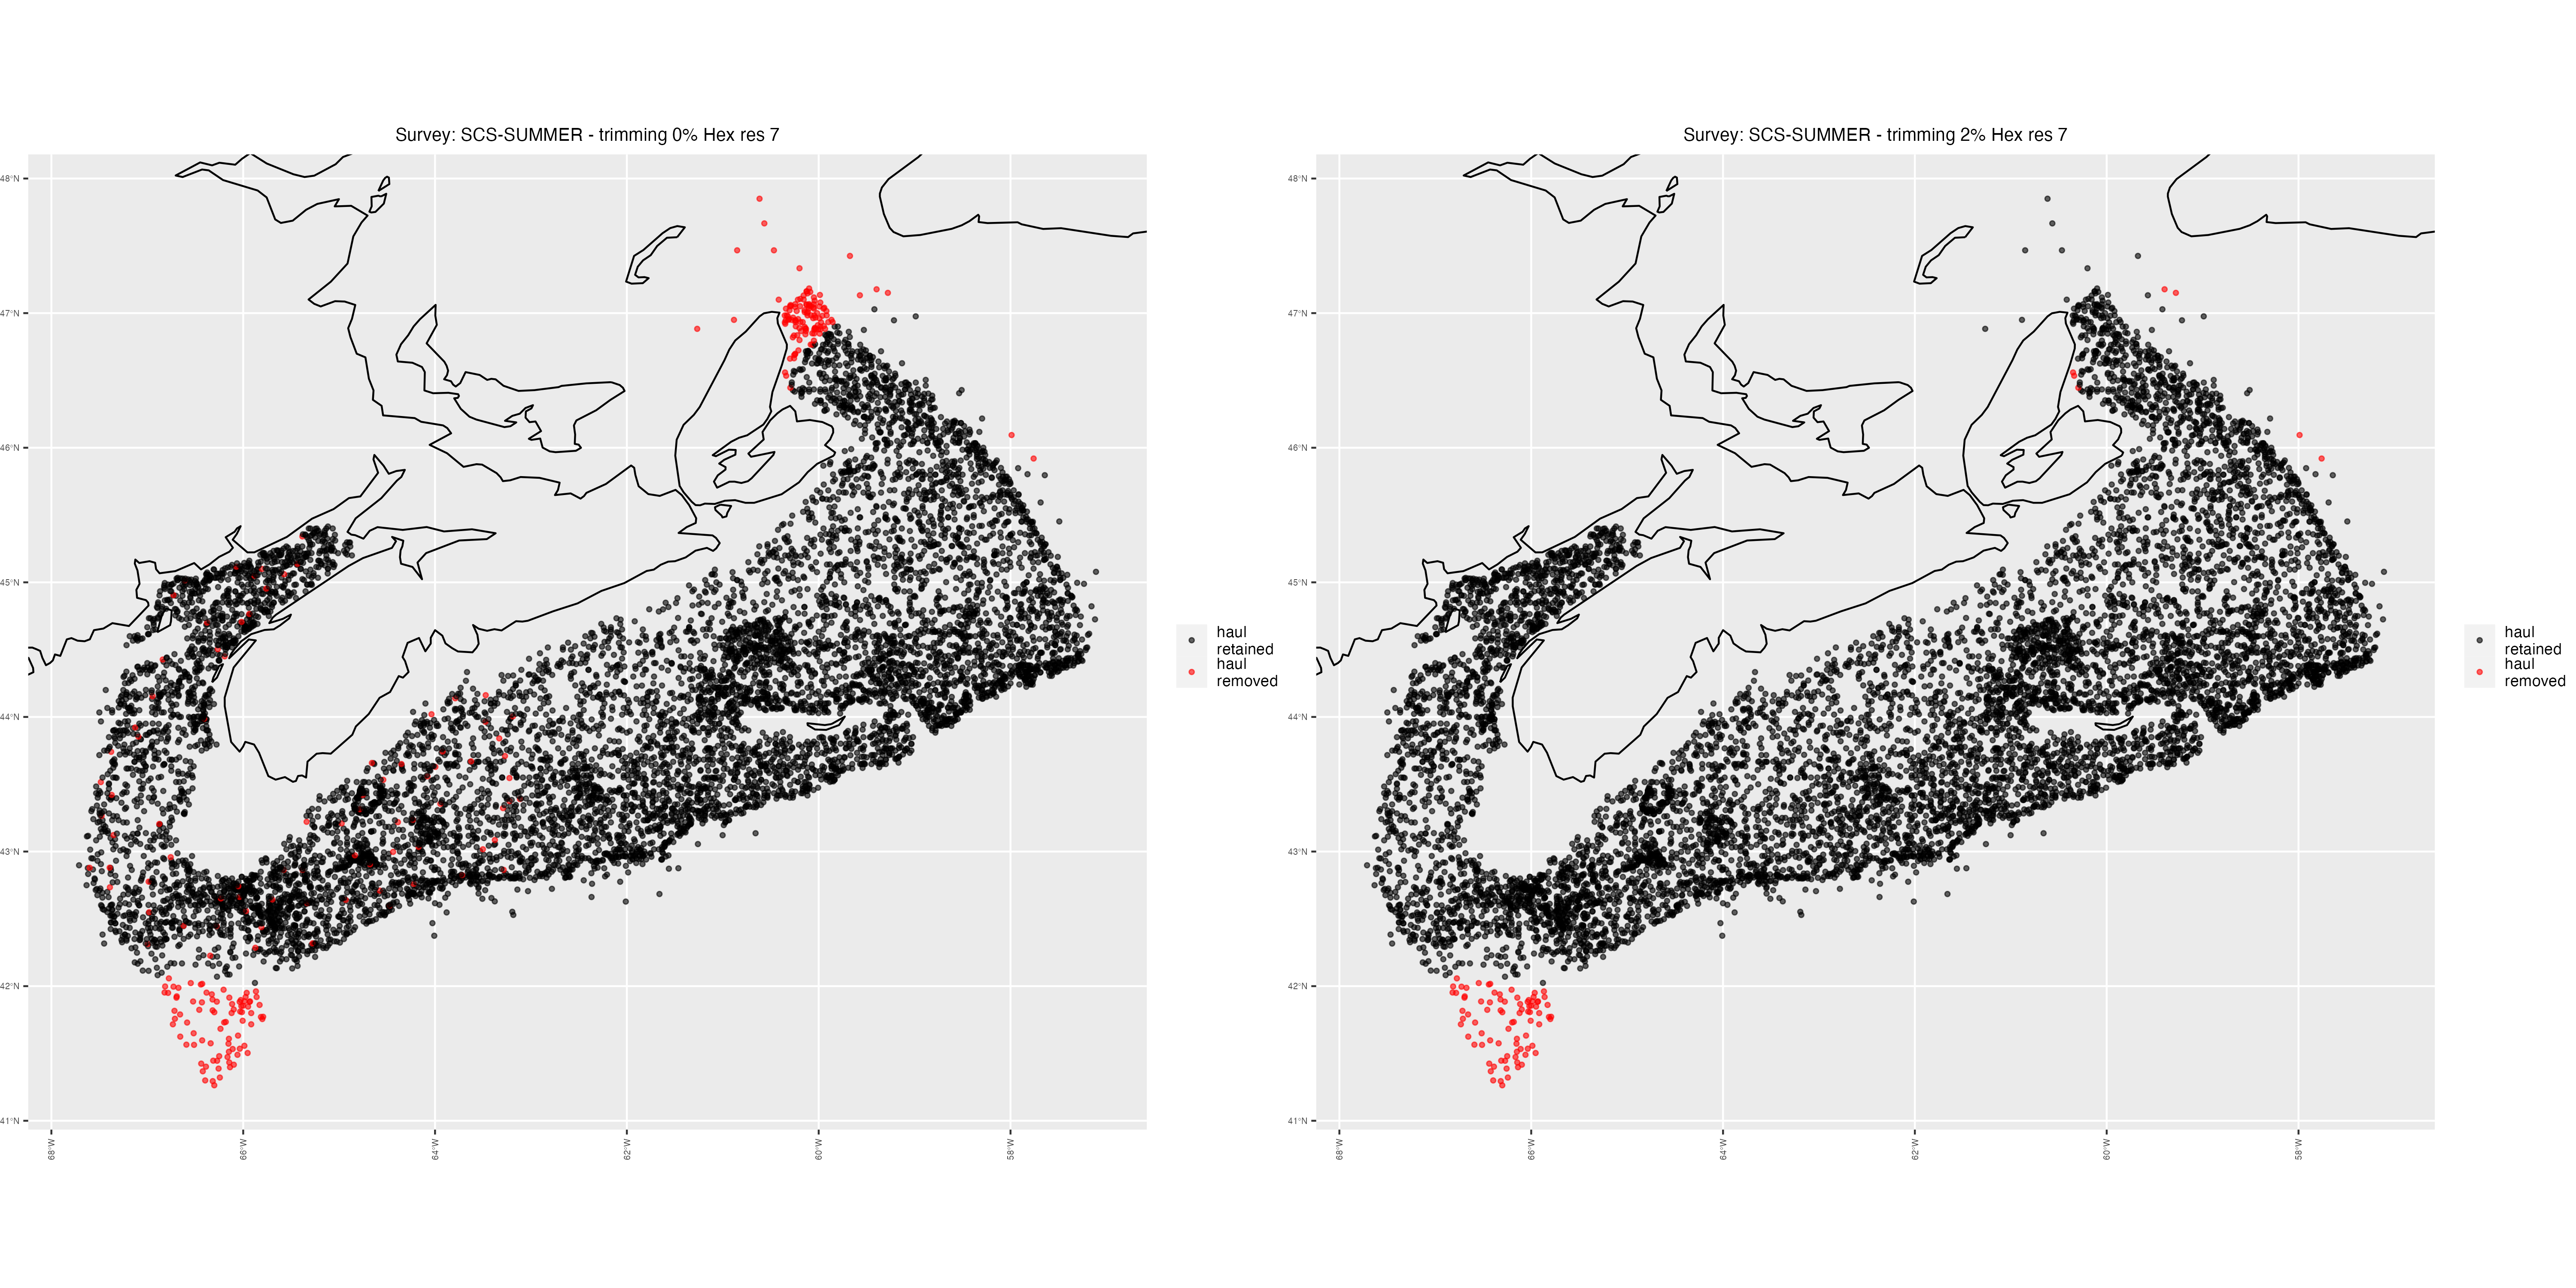 Survey: SCS-SUMMER - trimming 0% Hex res 7
48°N
47°N
46°N
45°N
44°N
43°N
42°N
41°N
68°W
66°W
64°W
62°W
60°W
58°W
haul
retained
haul
removed
Survey: SCS-SUMMER - trimming 2% Hex res 7
48°N
47°N
46°N
45°N
44°N
43°N
42°N
41°N
68°W
66°W
64°W
62°W
60°W
58°W
haul
retained
haul
removed